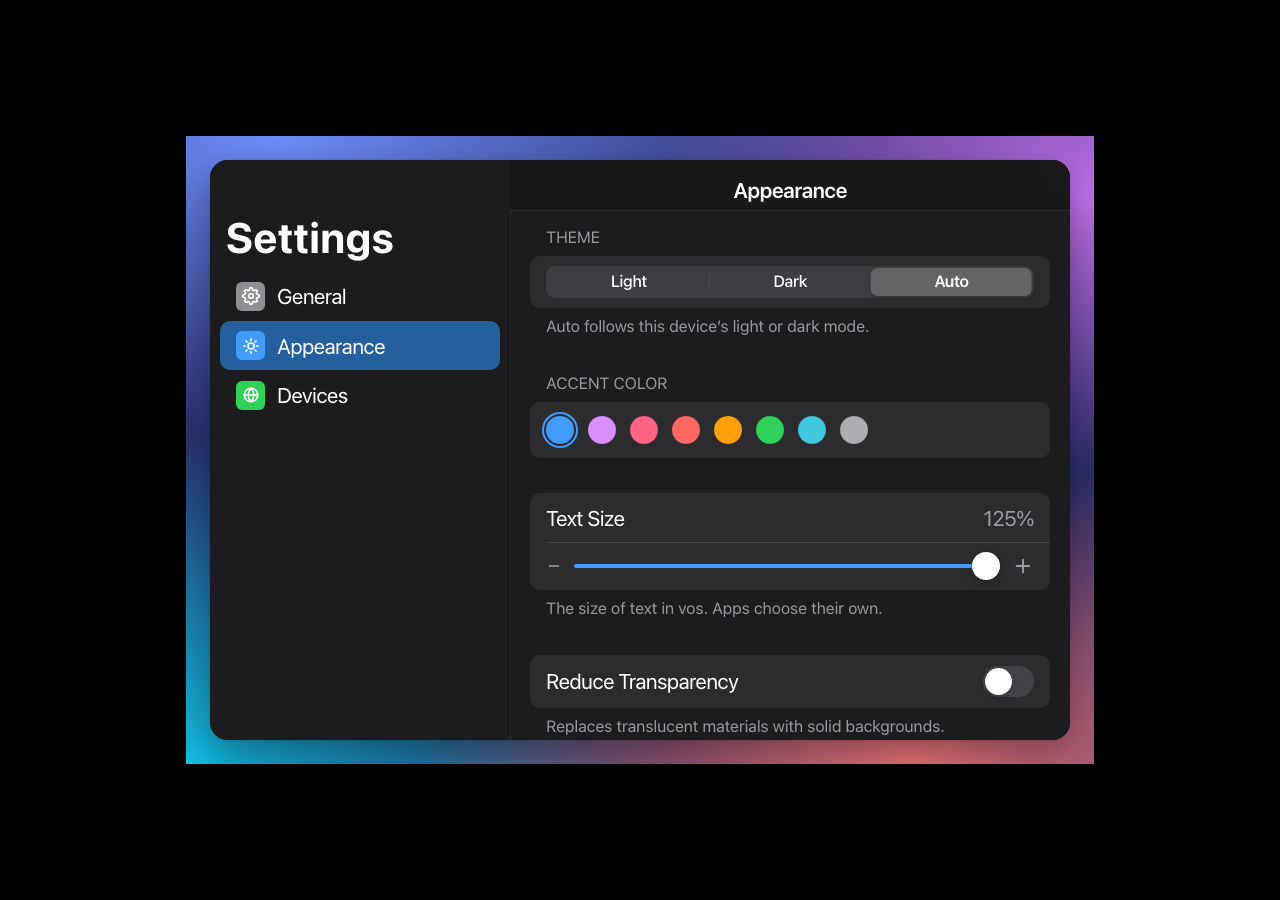 Settings
General
Appearance
Devices
Appearance
THEME
Light Dark Auto
Auto follows this device’s light or dark mode.
ACCENT COLOR
Text Size 125%
− +
The size of text in vos. Apps choose their own.
Reduce Transparency
Replaces translucent materials with solid backgrounds.